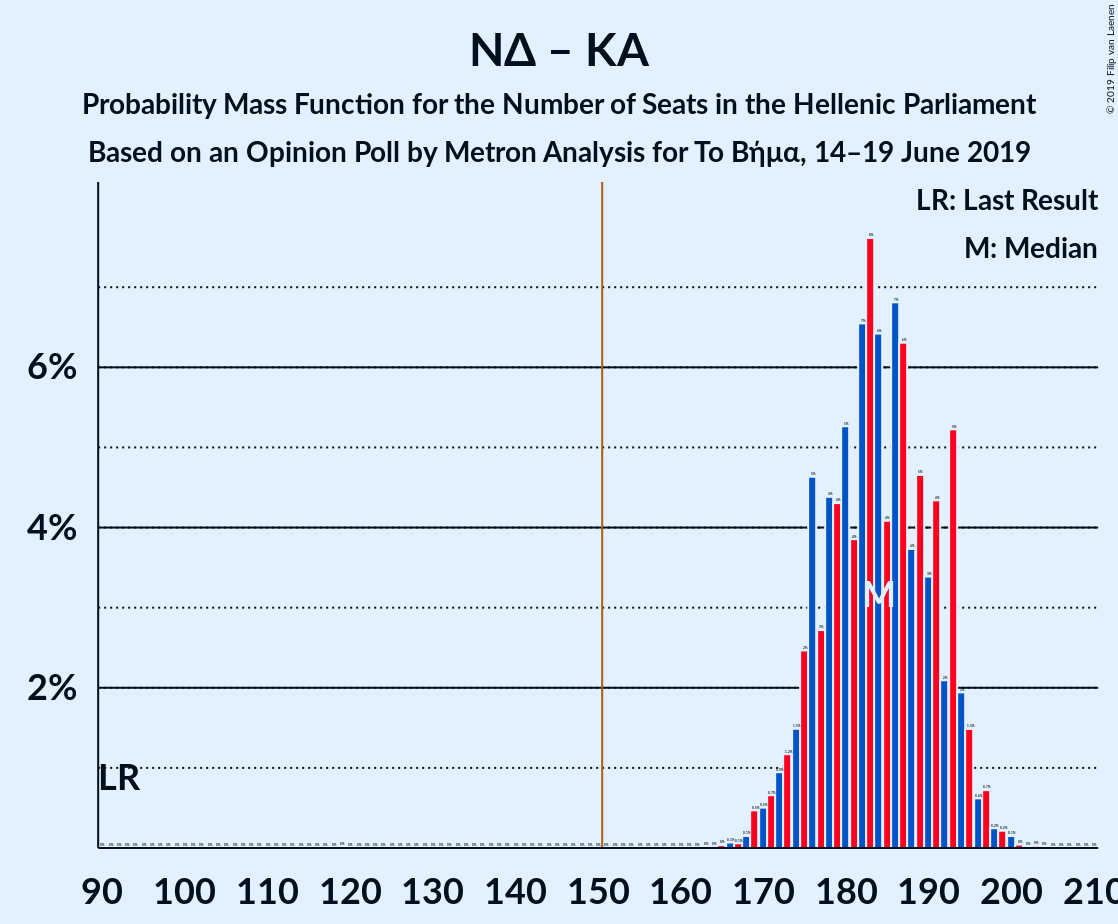 ΝΔ – ΚΑ
Probability Mass Function for the Number of Seats in the Hellenic Parliament
Based on an Opinion Poll by Metron Analysis for Το Βήμα, 14–19 June 2019
© 2019 Filip van Laenen
LR: Last Result
M: Median
6%
4%
2%
LR
M
90 100 110 120 130 140 150 160 170 180 190 200 210